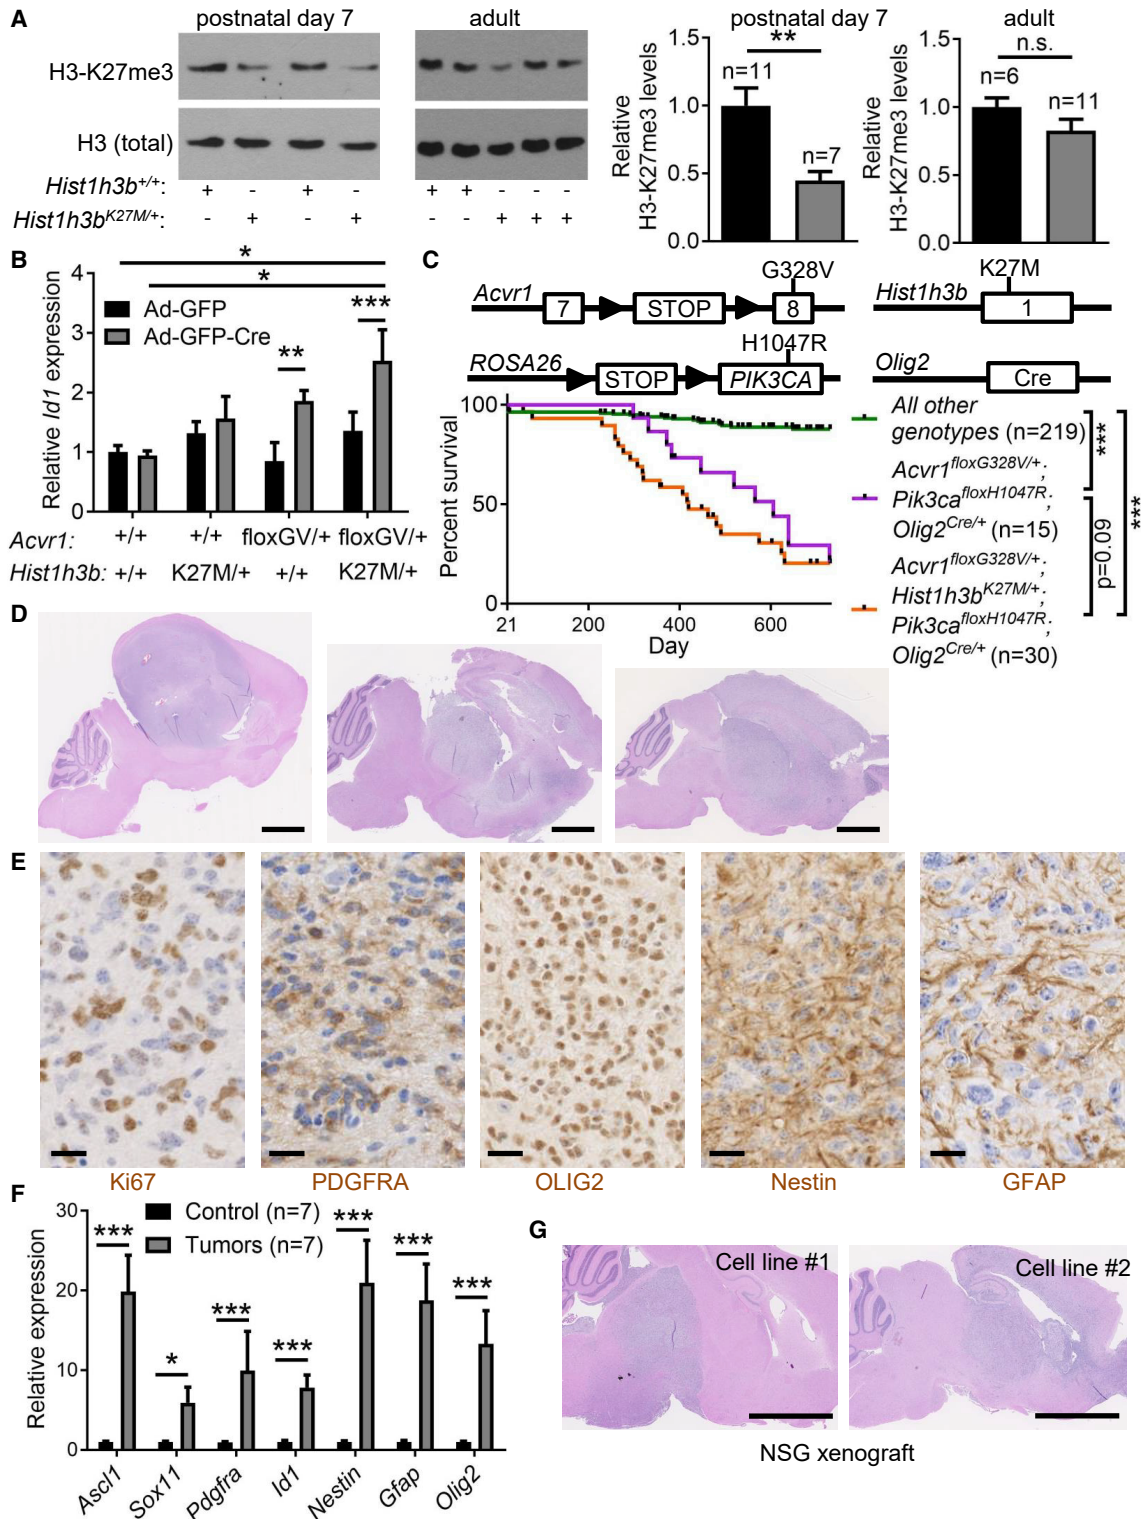 A
postnatal day 7
adult
H3-K27me3
H3 (total)
Hist1h3b+/+:
+ - + - + + - - -
Hist1h3bK27M/+:
- + - + - - + + +
postnatal day 7
Relative
H3-K27me3 levels
1.5
1.0
0.5
0.0
n=11
**
n=7
adult
Relative
H3-K27me3 levels
1.5
1.0
0.5
0.0
n=6
n.s.
n=11
B
Relative Id1 expression
4
3
2
1
0
Ad-GFP
Ad-GFP-Cre
*
*
**
***
Acvr1: +/+ +/+ floxGV/+ floxGV/+
Hist1h3b: +/+ K27M/+ +/+ K27M/+
C
G328V
Acvr1 7 STOP 8
K27M
Hist1h3b 1
H1047R
ROSA26 STOP PIK3CA
Olig2 Cre
Percent survival
100
50
0
21 200 400 600
Day
All other
genotypes (n=219)
Acvr1floxG328V/+;
Pik3cafloxH1047R;
Olig2Cre/+ (n=15)
Acvr1floxG328V/+;
Hist1h3bK27M/+;
Pik3cafloxH1047R;
Olig2Cre/+ (n=30)
***
p=0.09
***
D
E
Ki67
PDGFRA
OLIG2
Nestin
GFAP
F
Relative expression
30
20
10
0
Control (n=7)
Tumors (n=7)
***
*
***
***
***
***
***
Ascl1
Sox11
Pdgfra
Id1
Nestin
Gfap
Olig2
G
Cell line #1
Cell line #2
NSG xenograft